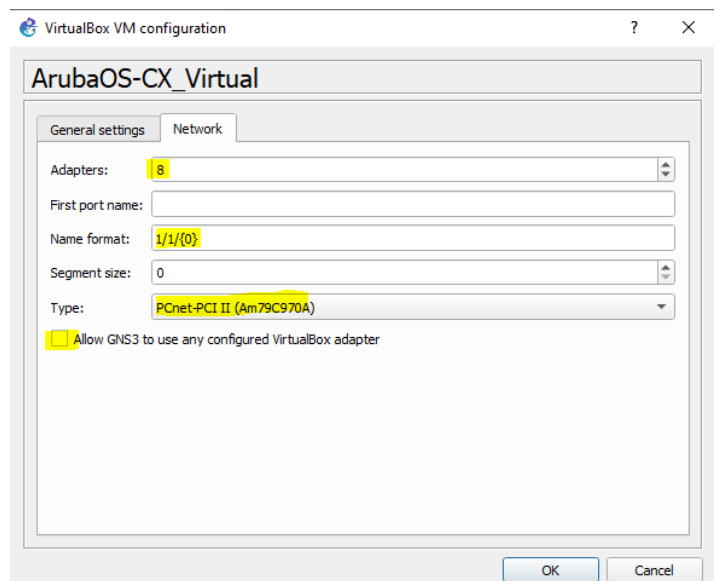 VirtualBox VM configuration ? ×
ArubaOS-CX_Virtual
General settings Network
Adapters: 8
First port name:
Name format: 1/1/{0}
Segment size: 0
Type: PCnet-PCI II (Am79C970A)
Allow GNS3 to use any configured VirtualBox adapter
OK Cancel